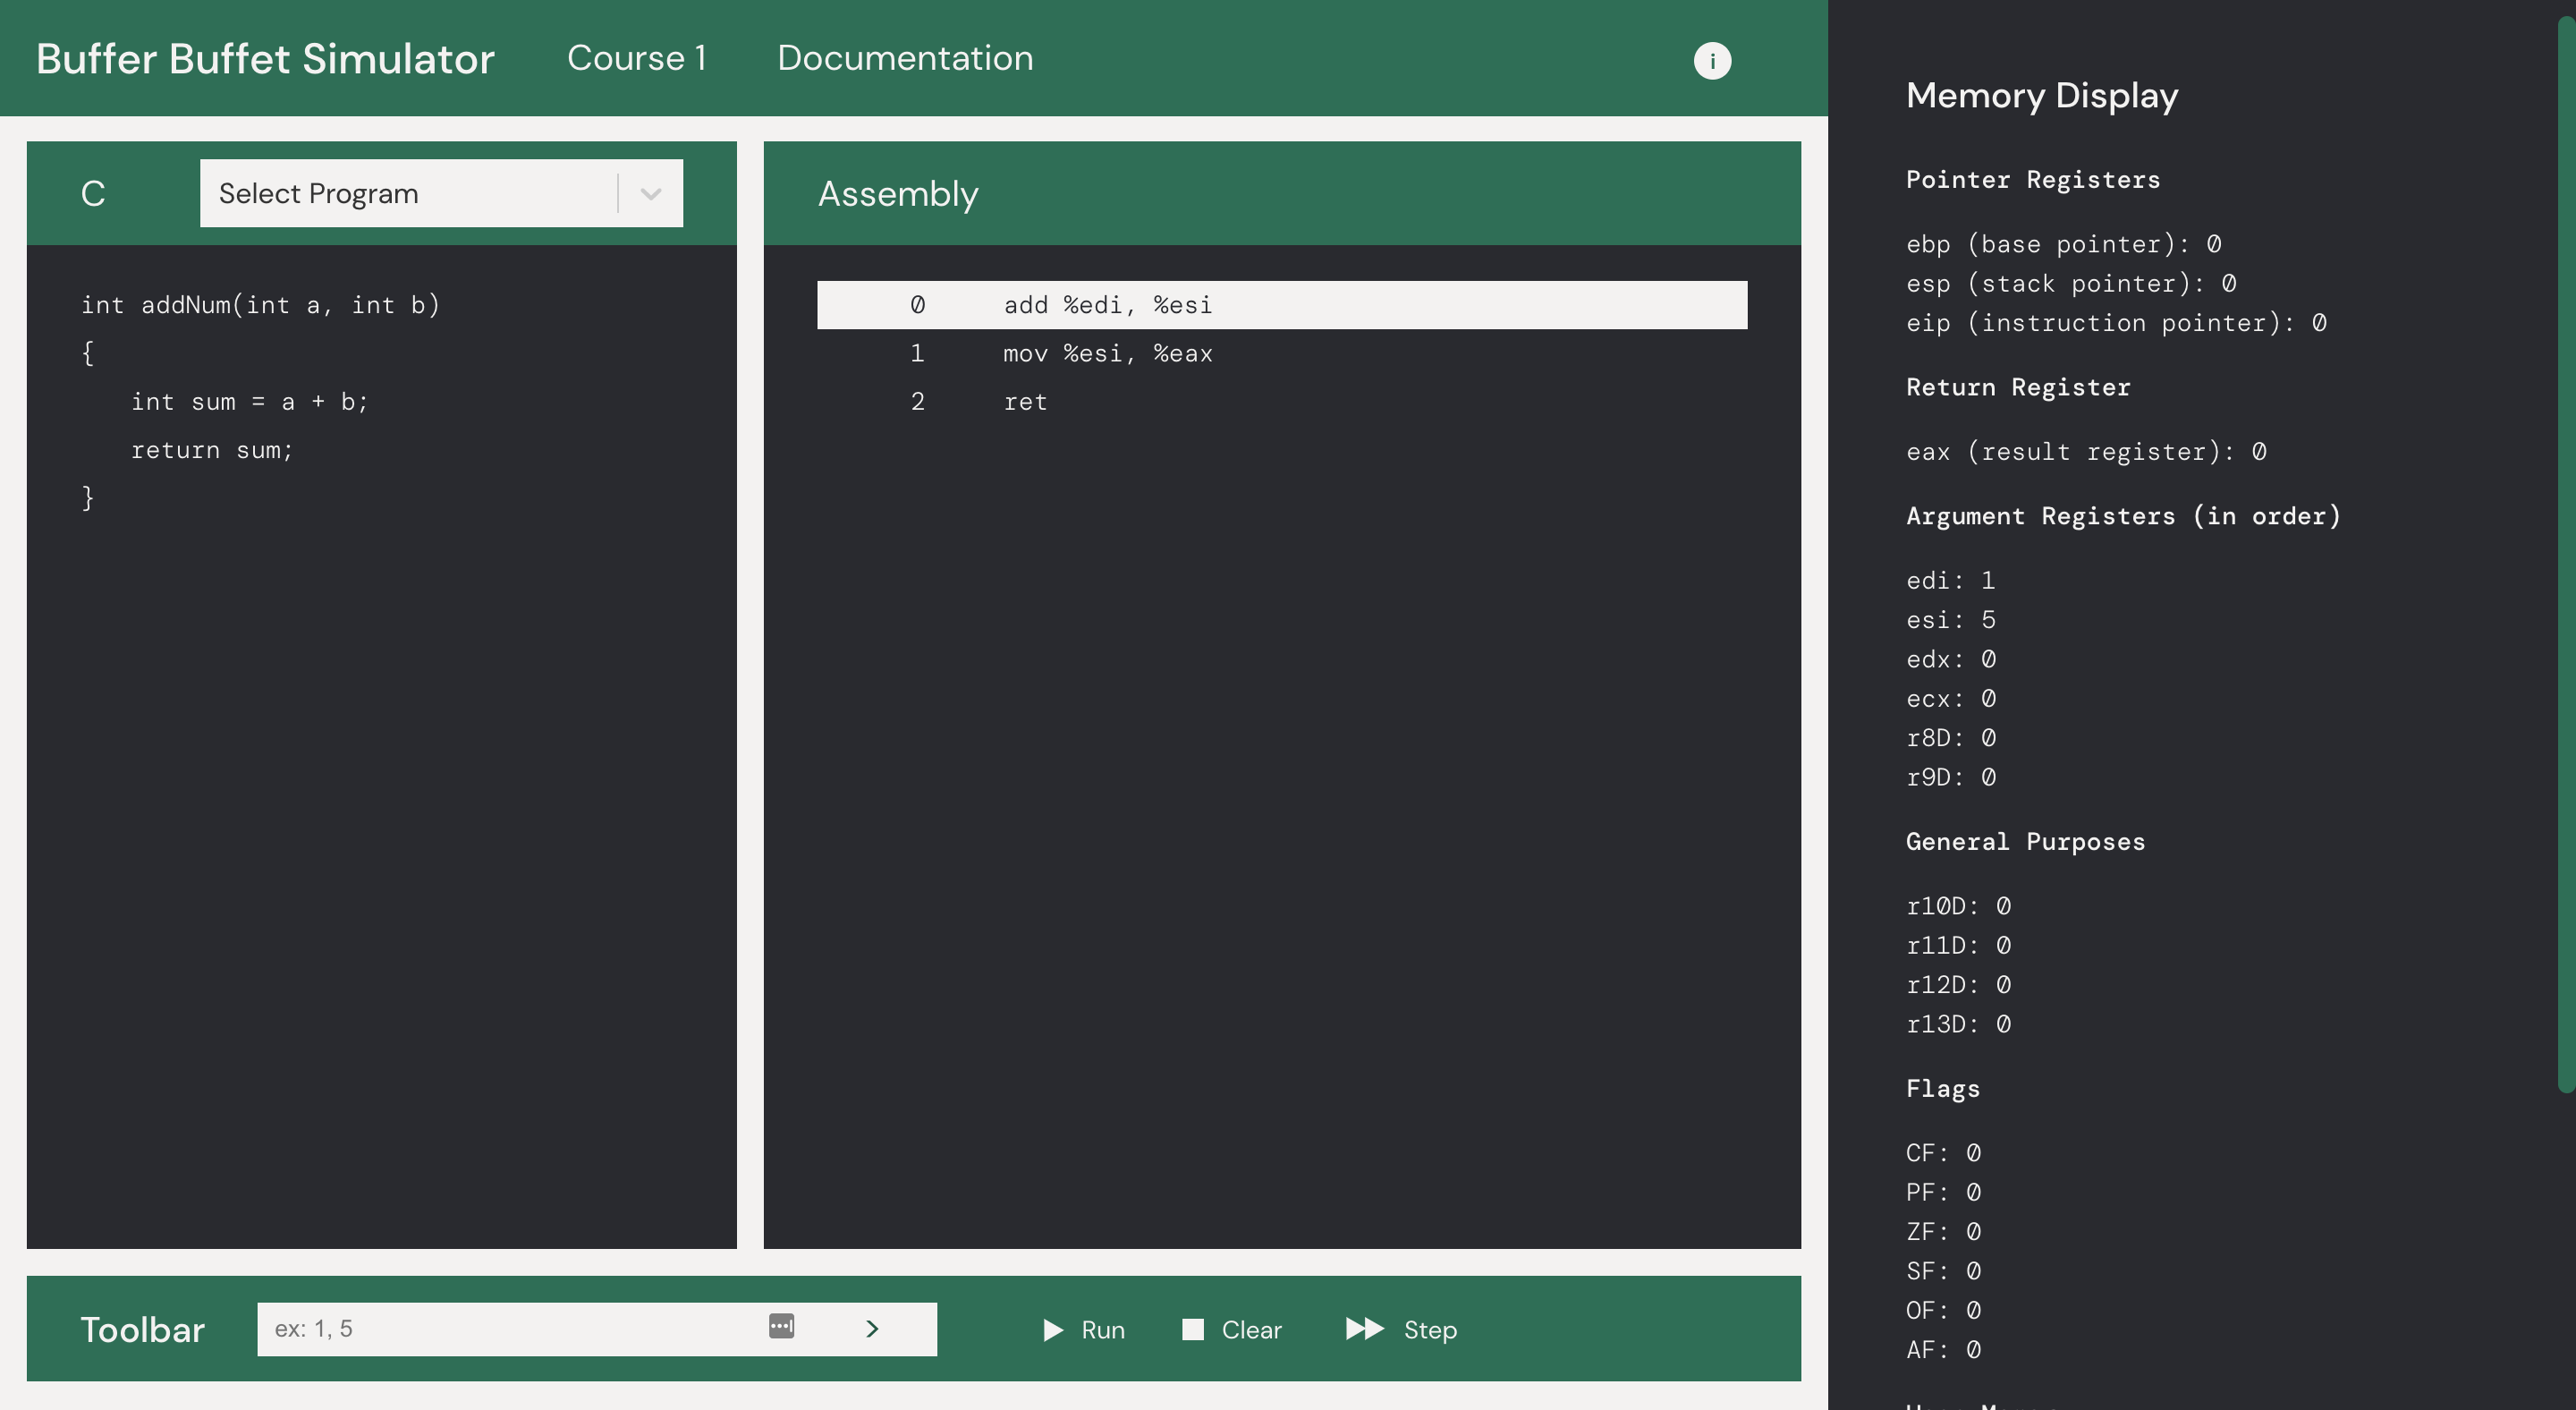 Buffer Buffet Simulator
Course 1
Documentation
i
C
Select Program
int addNum(int a, int b)
{
int sum = a + b;
return sum;
}
Assembly
0 add %edi, %esi
1 mov %esi, %eax
2 ret
Toolbar
ex: 1, 5
>
Run
Clear
Step
Memory Display
Pointer Registers
ebp (base pointer): 0
esp (stack pointer): 0
eip (instruction pointer): 0
Return Register
eax (result register): 0
Argument Registers (in order)
edi: 1
esi: 5
edx: 0
ecx: 0
r8D: 0
r9D: 0
General Purposes
r10D: 0
r11D: 0
r12D: 0
r13D: 0
Flags
CF: 0
PF: 0
ZF: 0
SF: 0
OF: 0
AF: 0